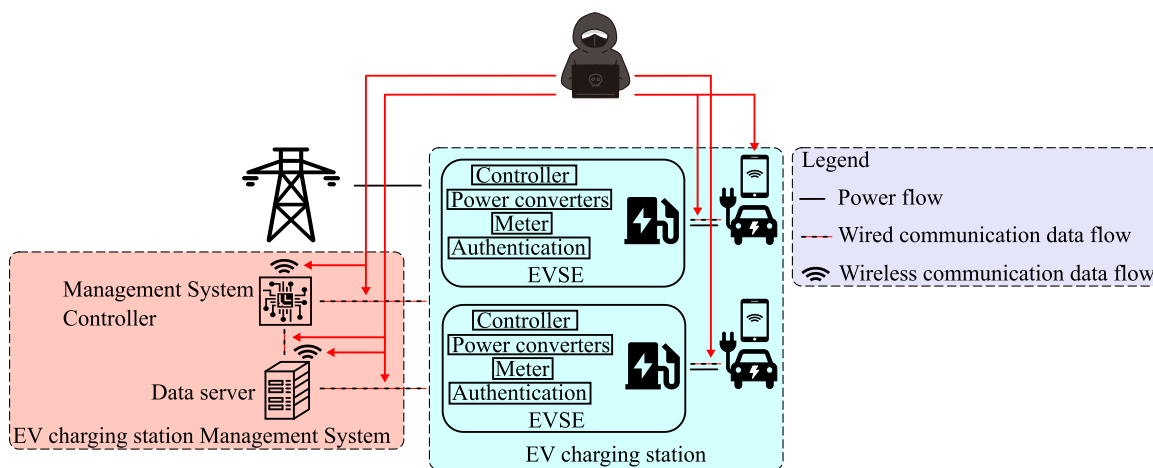 Controller
Power converters
Meter
Authentication
EVSE
Controller
Power converters
Meter
Authentication
EVSE
EV charging station
Management System
Controller
Data server
EV charging station Management System
Legend
Power flow
Wired communication data flow
Wireless communication data flow